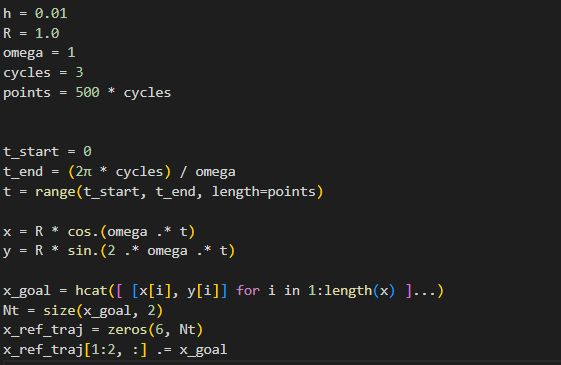 h = 0.01
R = 1.0
omega = 1
cycles = 3
points = 500 * cycles
t_start = 0
t_end = (2π * cycles) / omega
t = range(t_start, t_end, length=points)
x = R * cos.(omega .* t)
y = R * sin.(2 .* omega .* t)
x_goal = hcat([ [x[i], y[i]] for i in 1:length(x) ]...)
Nt = size(x_goal, 2)
x_ref_traj = zeros(6, Nt)
x_ref_traj[1:2, :] .= x_goal